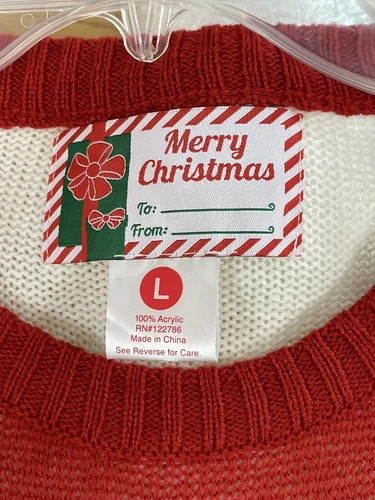 Merry
Christmas
To:
From:
L
100% Acrylic
RN#122786
Made in China
See Reverse for Care.